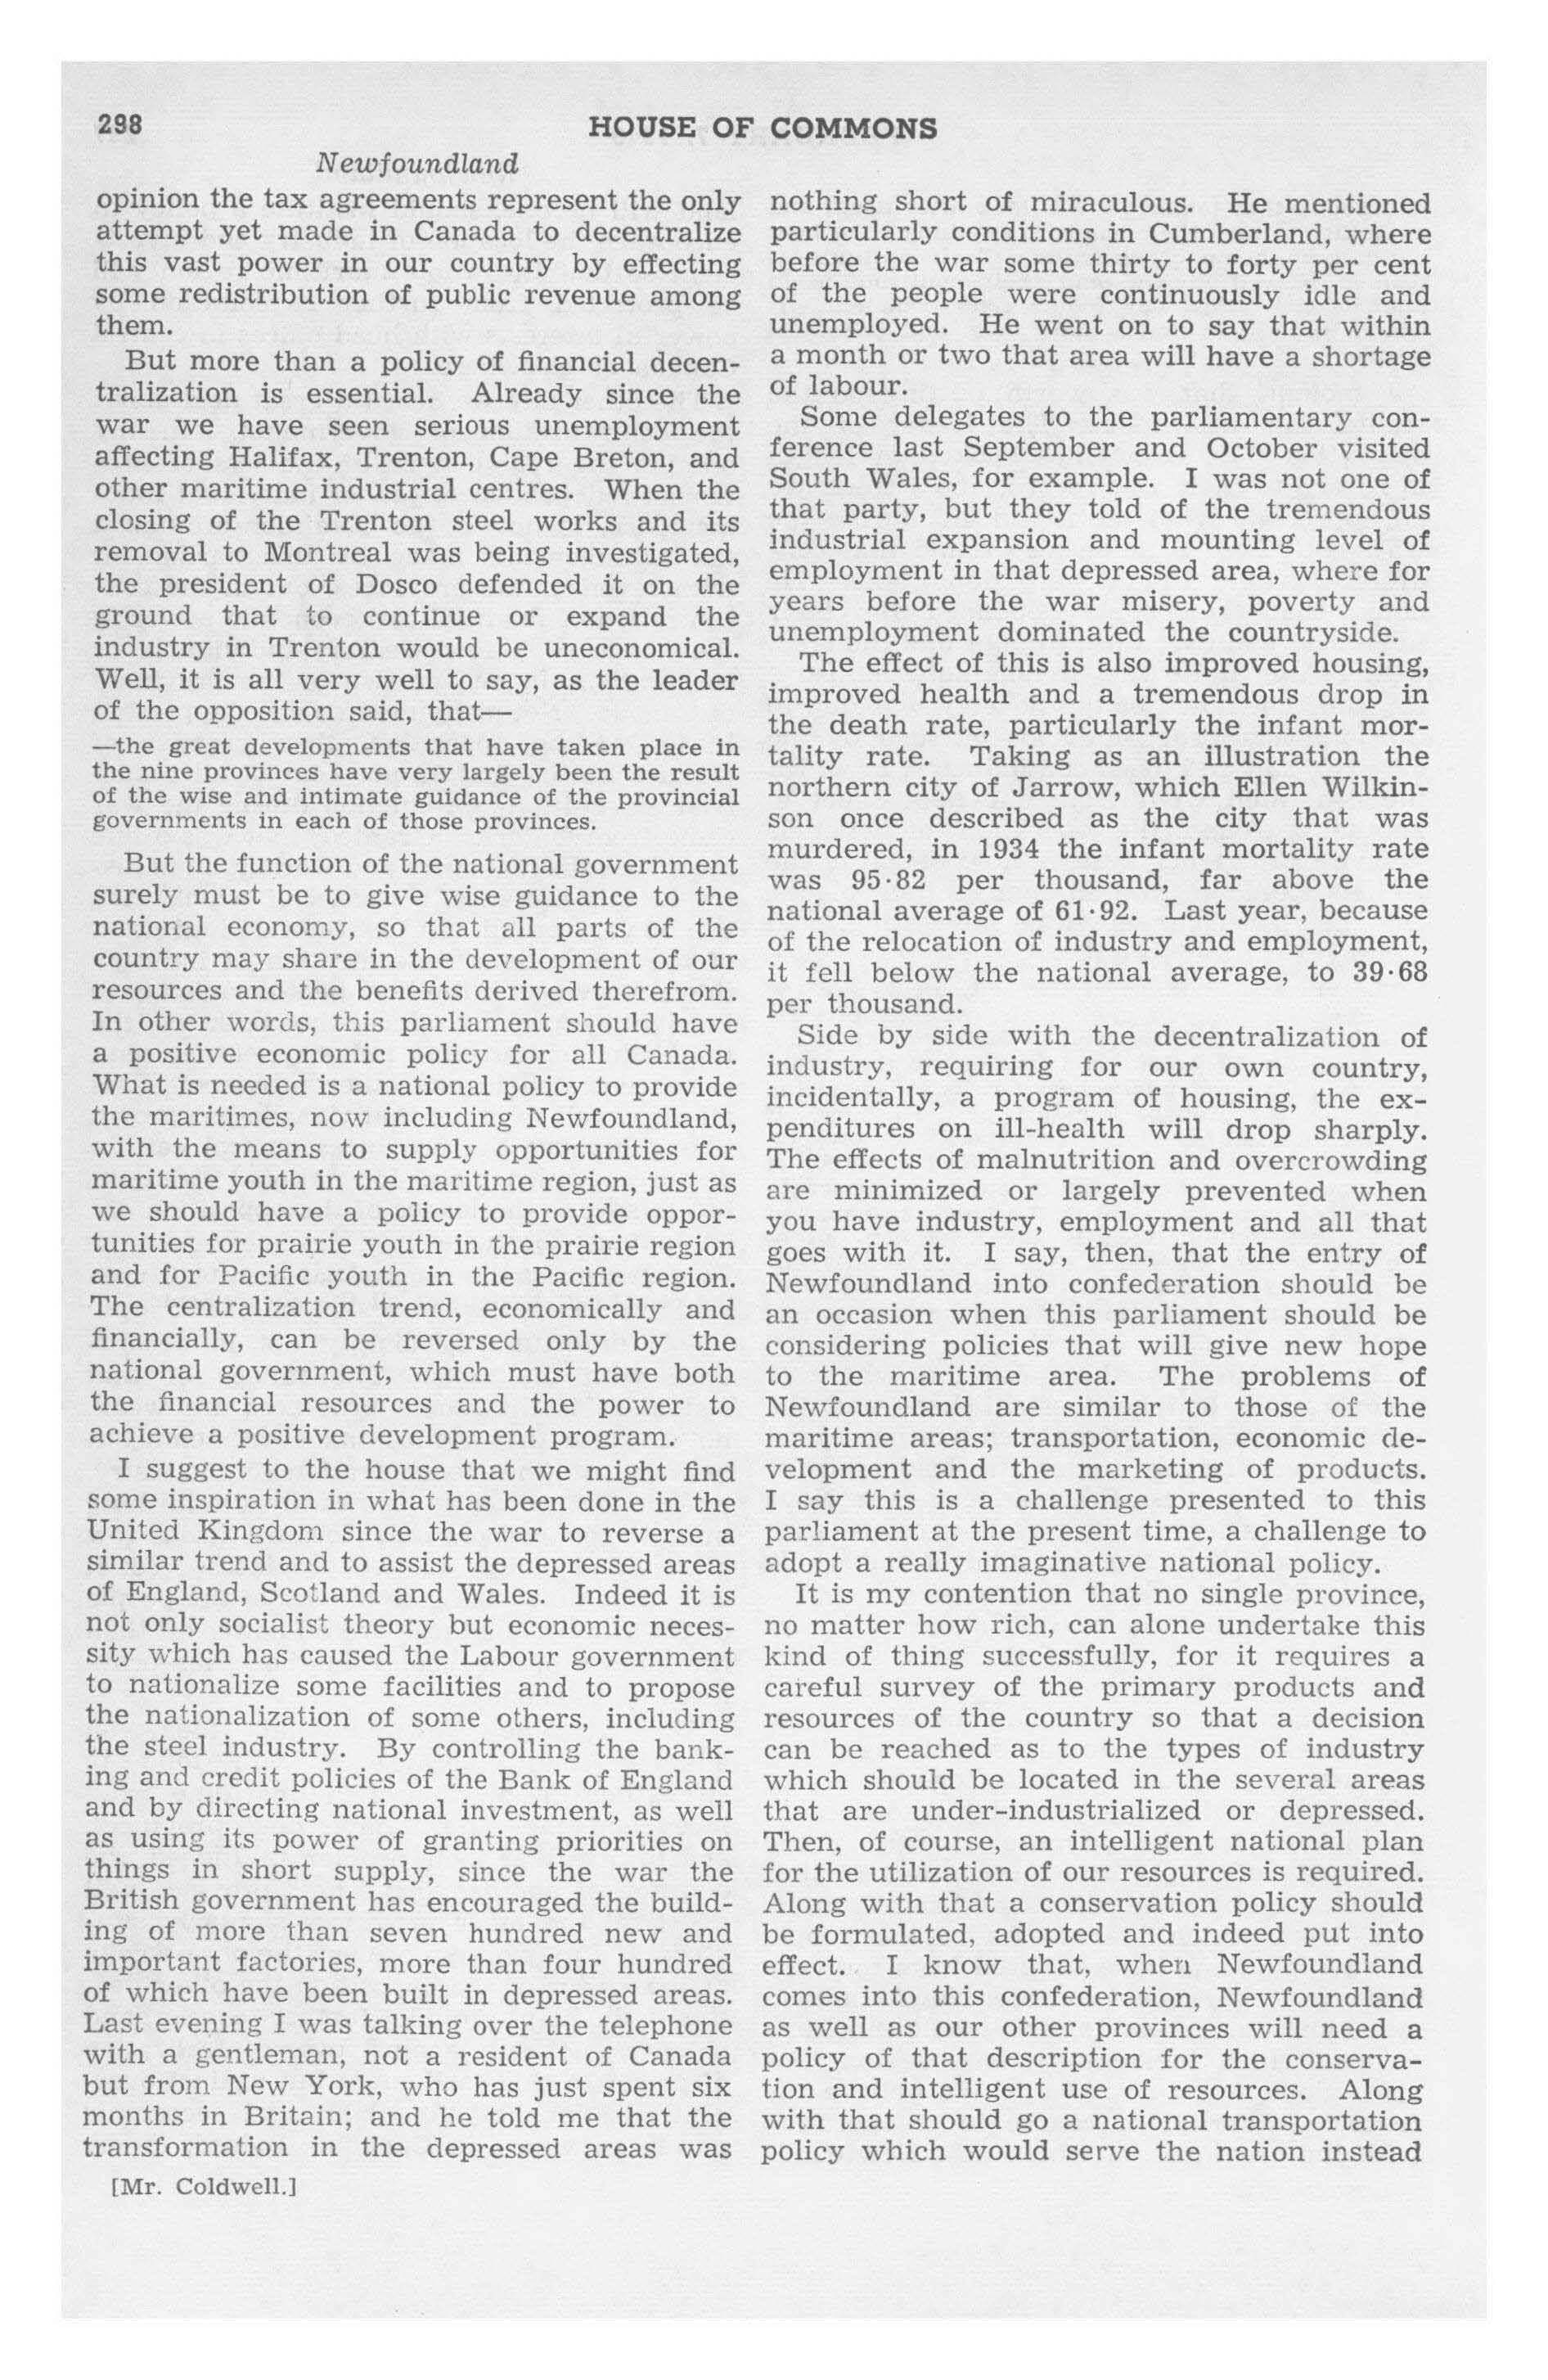 298
HOUSE OF COMMONS
Newfoundland
opinion the tax agreements represent the only
attempt yet made in Canada to decentralize
this vast power in our country by effecting
some redistribution of public revenue among
them.
But more than a policy of financial decen-
tralization is essential. Already since the
war we have seen serious unemployment
affecting Halifax, Trenton, Cape Breton, and
other maritime industrial centres. When the
closing of the Trenton steel works and its
removal to Montreal was being investigated,
the president of Dosco defended it on the
ground that to continue or expand the
industry in Trenton would be uneconomical.
Well, it is all very well to say, as the leader
of the opposition said, that—
—the great developments that have taken place in
the nine provinces have very largely been the result
of the wise and intimate guidance of the provincial
governments in each of those provinces.
But the function of the national government
surely must be to give wise guidance to the
national economy, so that all parts of the
country may share in the development of our
resources and the benefits derived therefrom.
In other words, this parliament should have
a positive economic policy for all Canada.
What is needed is a national policy to provide
the maritimes, now including Newfoundland,
with the means to supply opportunities for
maritime youth in the maritime region, just as
we should have a policy to provide oppor-
tunities for prairie youth in the prairie region
and for Pacific youth in the Pacific region.
The centralization trend, economically and
financially, can be reversed only by the
national government, which must have both
the financial resources and the power to
achieve a positive development program.
I suggest to the house that we might find
some inspiration in what has been done in the
United Kingdom since the war to reverse a
similar trend and to assist the depressed areas
of England, Scotland and Wales. Indeed it is
not only socialist theory but economic neces-
sity which has caused the Labour government
to nationalize some facilities and to propose
the nationalization of some others, including
the steel industry. By controlling the bank-
ing and credit policies of the Bank of England
and by directing national investment, as well
as using its power of granting priorities on
things in short supply, since the war the
British government has encouraged the build-
ing of more than seven hundred new and
important factories, more than four hundred
of which have been built in depressed areas.
Last evening I was talking over the telephone
with a gentleman, not a resident of Canada
but from New York, who has just spent six
months in Britain; and he told me that the
transformation in the depressed areas was
[Mr. Coldwell.]
nothing short of miraculous. He mentioned
particularly conditions in Cumberland, where
before the war some thirty to forty per cent
of the people were continuously idle and
unemployed. He went on to say that within
a month or two that area will have a shortage
of labour.
Some delegates to the parliamentary con-
ference last September and October visited
South Wales, for example. I was not one of
that party, but they told of the tremendous
industrial expansion and mounting level of
employment in that depressed area, where for
years before the war misery, poverty and
unemployment dominated the countryside.
The effect of this is also improved housing,
improved health and a tremendous drop in
the death rate, particularly the infant mor-
tality rate. Taking as an illustration the
northern city of Jarrow, which Ellen Wilkin-
son once described as the city that was
murdered, in 1934 the infant mortality rate
was 95·82 per thousand, far above the
national average of 61·92. Last year, because
of the relocation of industry and employment,
it fell below the national average, to 39·68
per thousand.
Side by side with the decentralization of
industry, requiring for our own country,
incidentally, a program of housing, the ex-
penditures on ill-health will drop sharply.
The effects of malnutrition and overcrowding
are minimized or largely prevented when
you have industry, employment and all that
goes with it. I say, then, that the entry of
Newfoundland into confederation should be
an occasion when this parliament should be
considering policies that will give new hope
to the maritime area. The problems of
Newfoundland are similar to those of the
maritime areas; transportation, economic de-
velopment and the marketing of products.
I say this is a challenge presented to this
parliament at the present time, a challenge to
adopt a really imaginative national policy.
It is my contention that no single province,
no matter how rich, can alone undertake this
kind of thing successfully, for it requires a
careful survey of the primary products and
resources of the country so that a decision
can be reached as to the types of industry
which should be located in the several areas
that are under-industrialized or depressed.
Then, of course, an intelligent national plan
for the utilization of our resources is required.
Along with that a conservation policy should
be formulated, adopted and indeed put into
effect. I know that, when Newfoundland
comes into this confederation, Newfoundland
as well as our other provinces will need a
policy of that description for the conserva-
tion and intelligent use of resources. Along
with that should go a national transportation
policy which would serve the nation instead